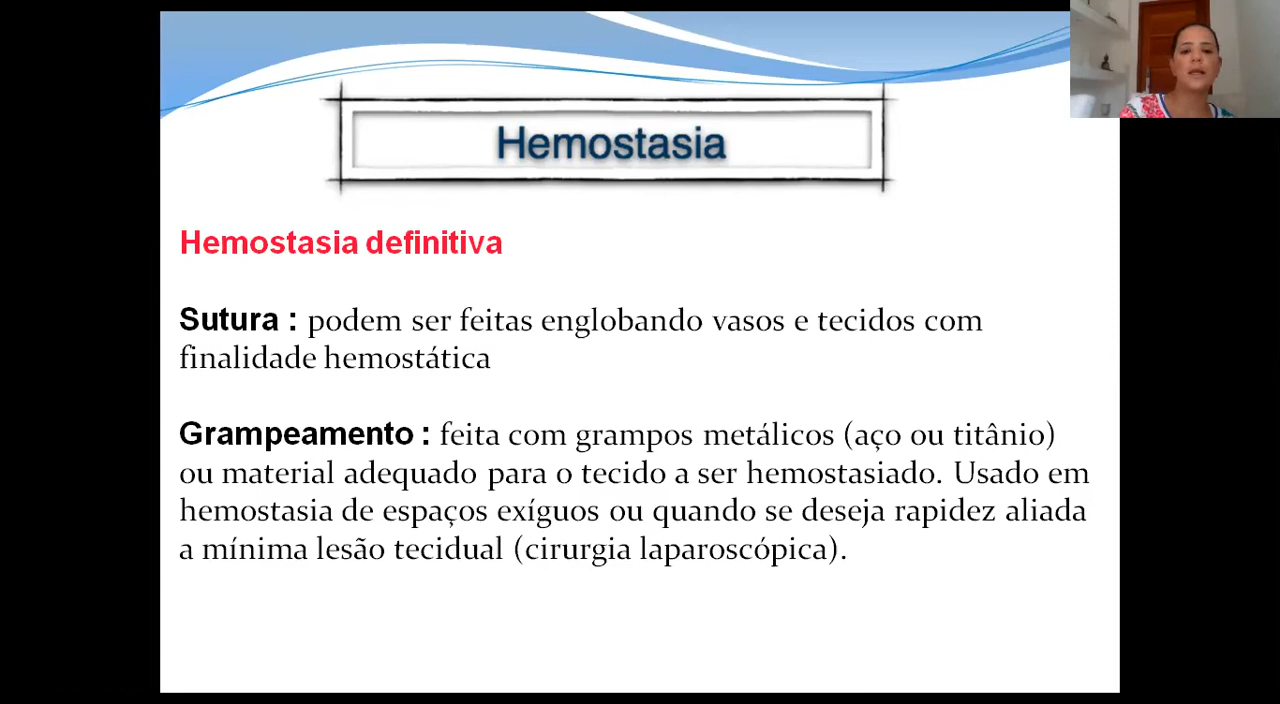 Hemostasia
Hemostasia definitiva
Sutura : podem ser feitas englobando vasos e tecidos com
finalidade hemostática
Grampeamento : feita com grampos metálicos (aço ou titânio)
ou material adequado para o tecido a ser hemostasiado. Usado em
hemostasia de espaços exíguos ou quando se deseja rapidez aliada
a mínima lesão tecidual (cirurgia laparoscópica).